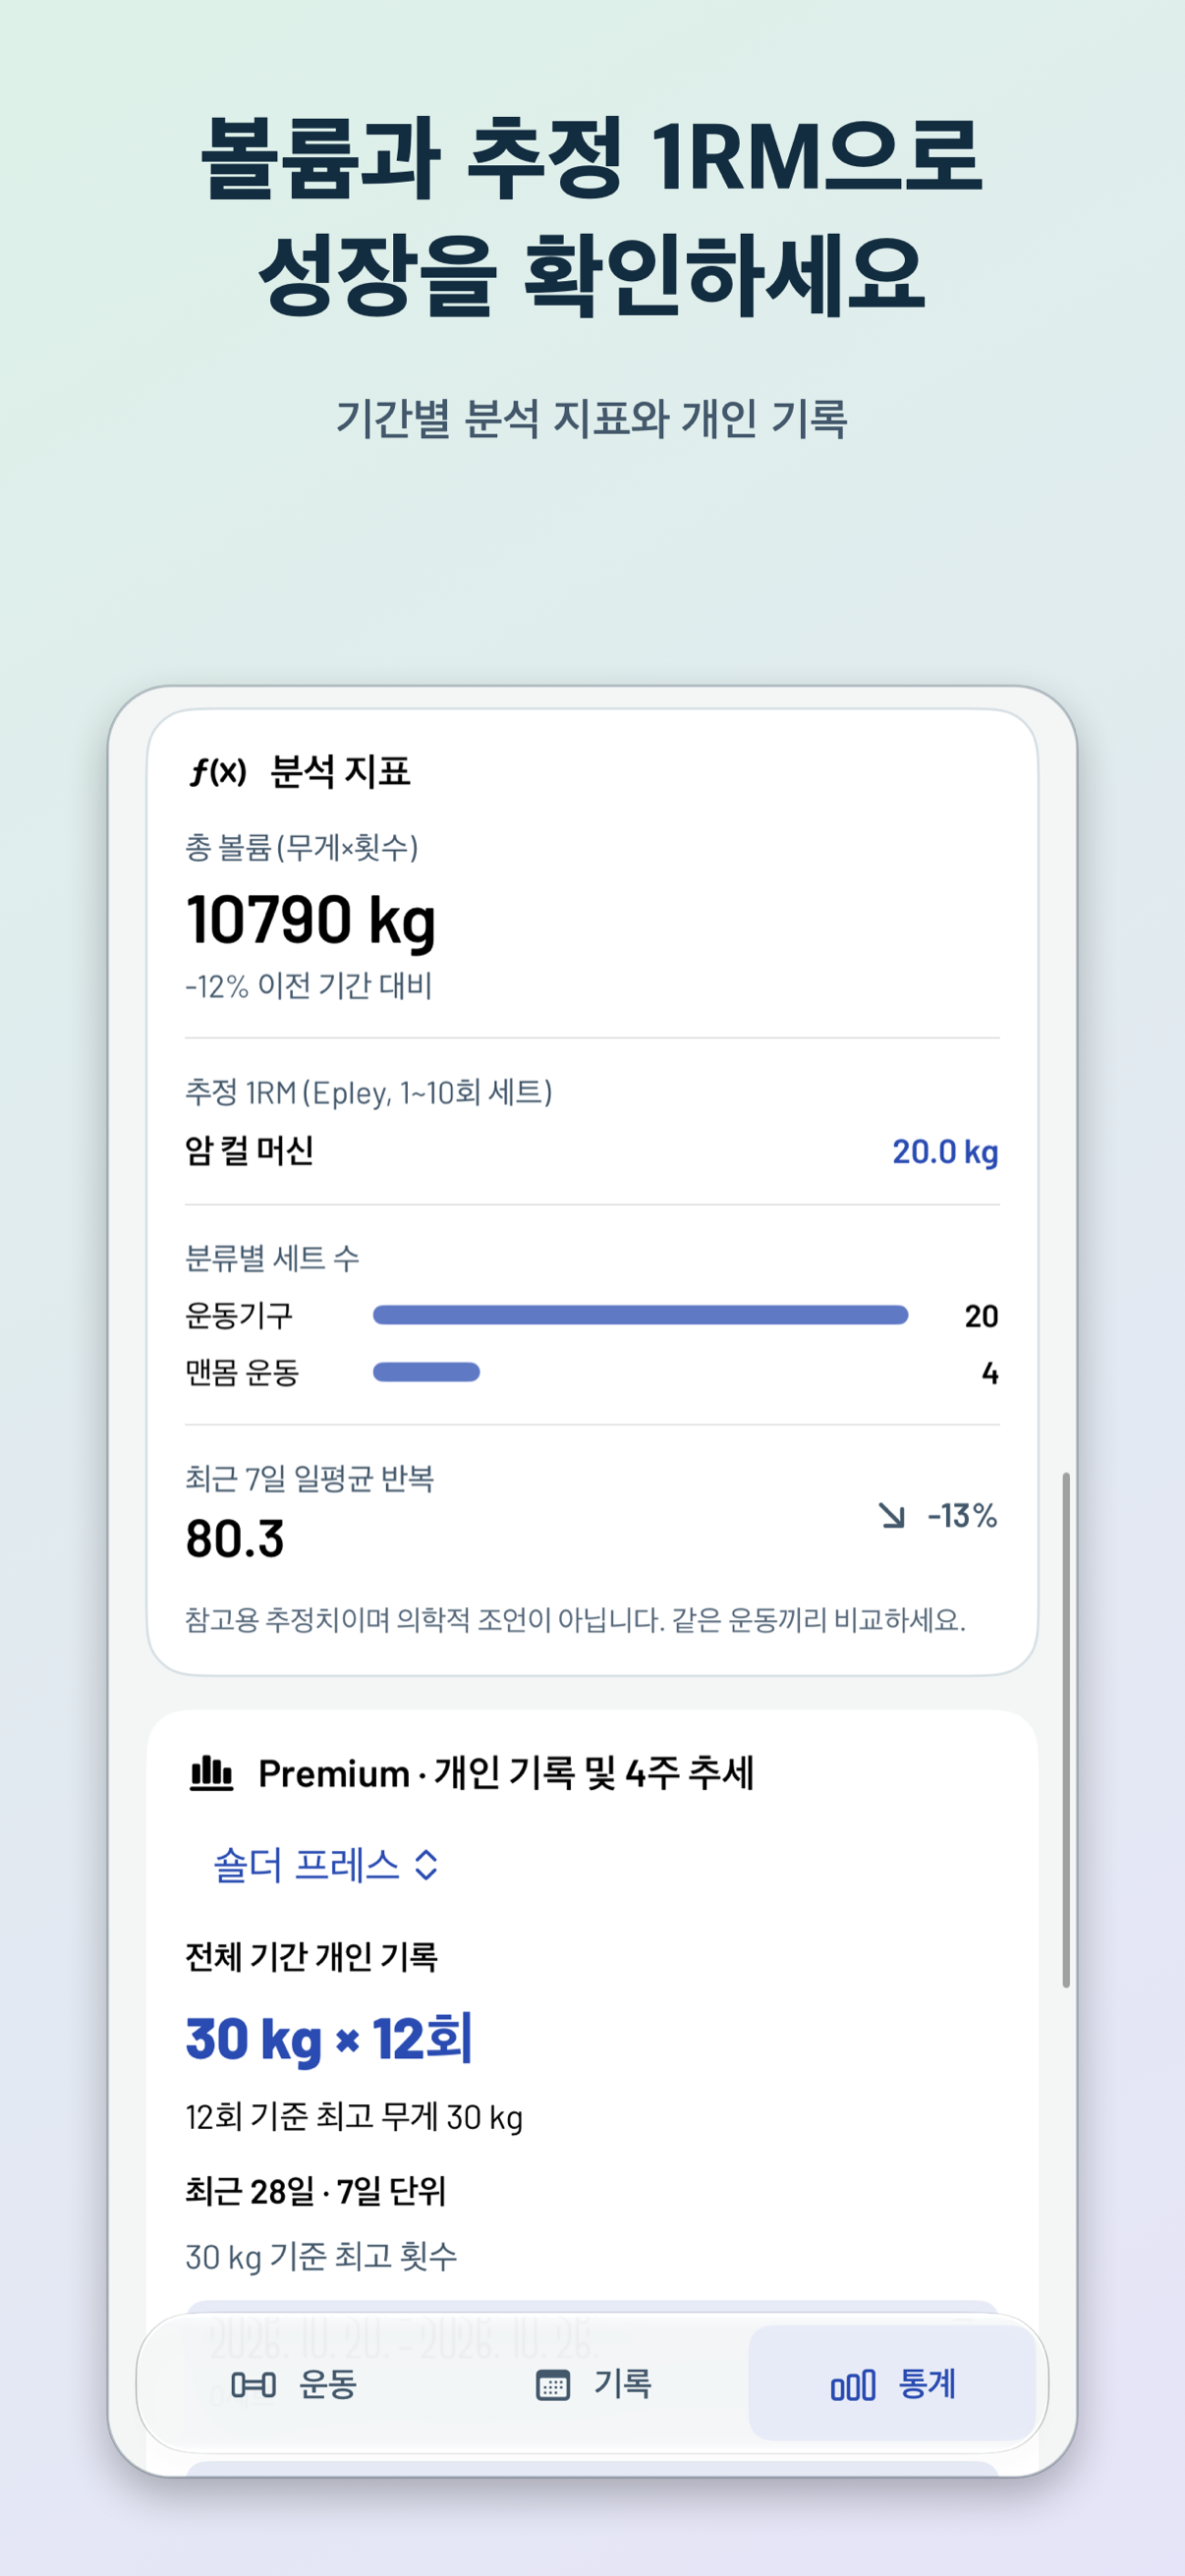 볼륨과 추정 1RM으로
성장을 확인하세요
기간별 분석 지표와 개인 기록
f(x) 분석 지표
총 볼륨 (무게×횟수)
10790 kg
-12% 이전 기간 대비
추정 1RM (Epley, 1~10회 세트)
암 컬 머신 20.0 kg
분류별 세트 수
운동기구 20
맨몸 운동 4
최근 7일 일평균 반복
80.3
-13%
참고용 추정치이며 의학적 조언이 아닙니다. 같은 운동끼리 비교하세요.
Premium · 개인 기록 및 4주 추세
숄더 프레스
전체 기간 개인 기록
30 kg × 12회
12회 기준 최고 무게 30 kg
최근 28일 · 7일 단위
30 kg 기준 최고 횟수
2026. 10. 20. - 2026. 10. 26.
운동 기록 통계